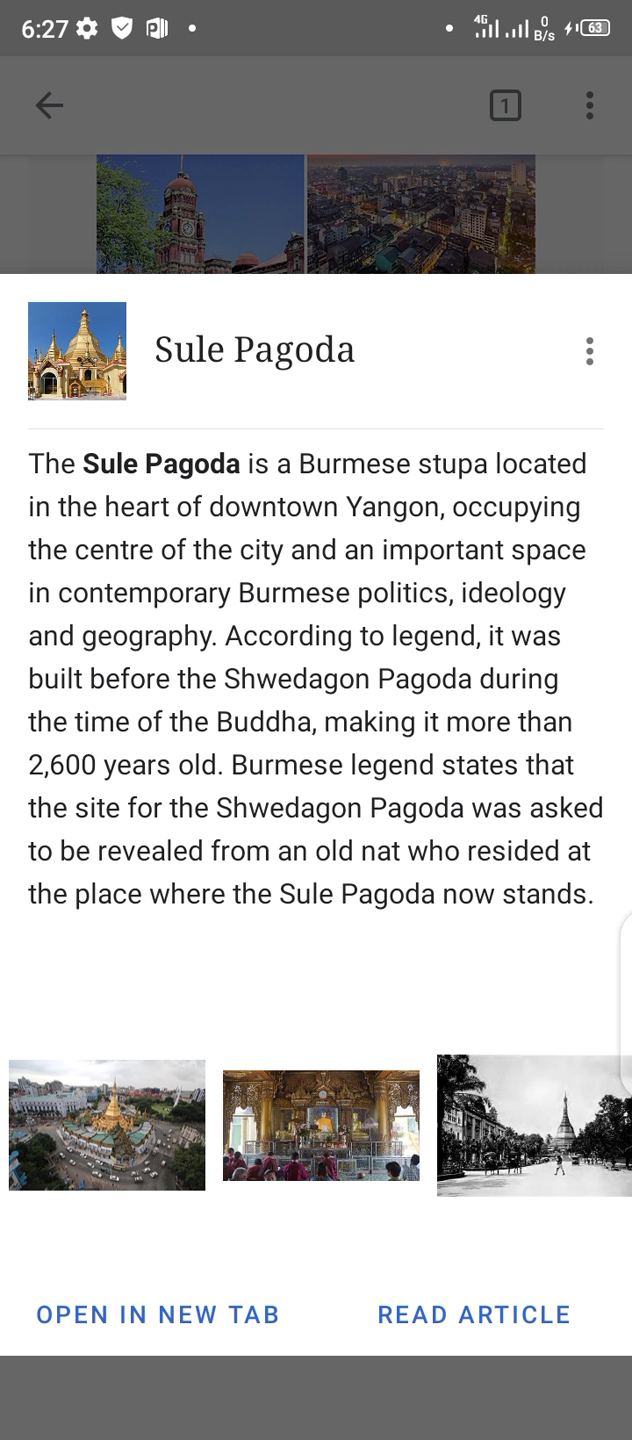 6:27
4G
0
B/s
63
1
Sule Pagoda
The Sule Pagoda is a Burmese stupa located
in the heart of downtown Yangon, occupying
the centre of the city and an important space
in contemporary Burmese politics, ideology
and geography. According to legend, it was
built before the Shwedagon Pagoda during
the time of the Buddha, making it more than
2,600 years old. Burmese legend states that
the site for the Shwedagon Pagoda was asked
to be revealed from an old nat who resided at
the place where the Sule Pagoda now stands.
OPEN IN NEW TAB
READ ARTICLE